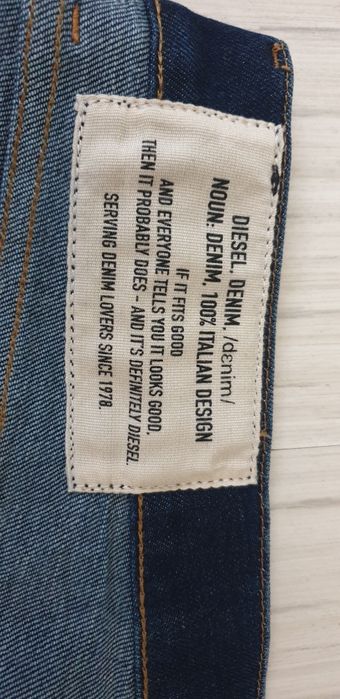 DIESEL. DENIM, /dɛnim/
NOUN: DENIM, 100% ITALIAN DESIGN
IF IT FITS GOOD
AND EVERYONE TELLS YOU IT LOOKS GOOD,
THEN IT PROBABLY DOES - AND IT'S DEFINITELY DIESEL.
SERVING DENIM LOVERS SINCE 1978.